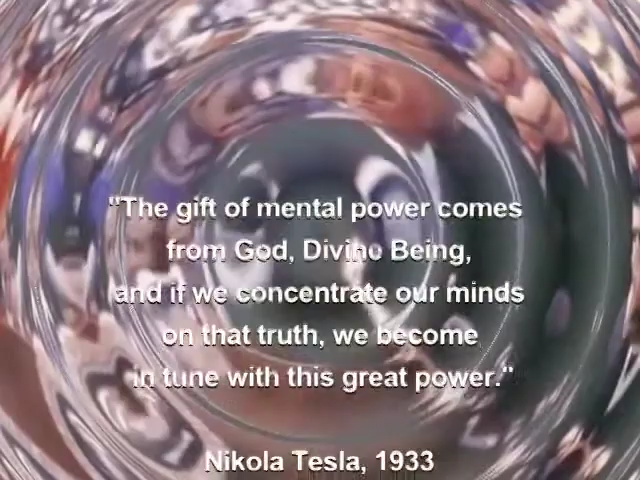 "The gift of mental power comes
from God, Divine Being,
and if we concentrate our minds
on that truth, we become
in tune with this great power."
Nikola Tesla, 1933